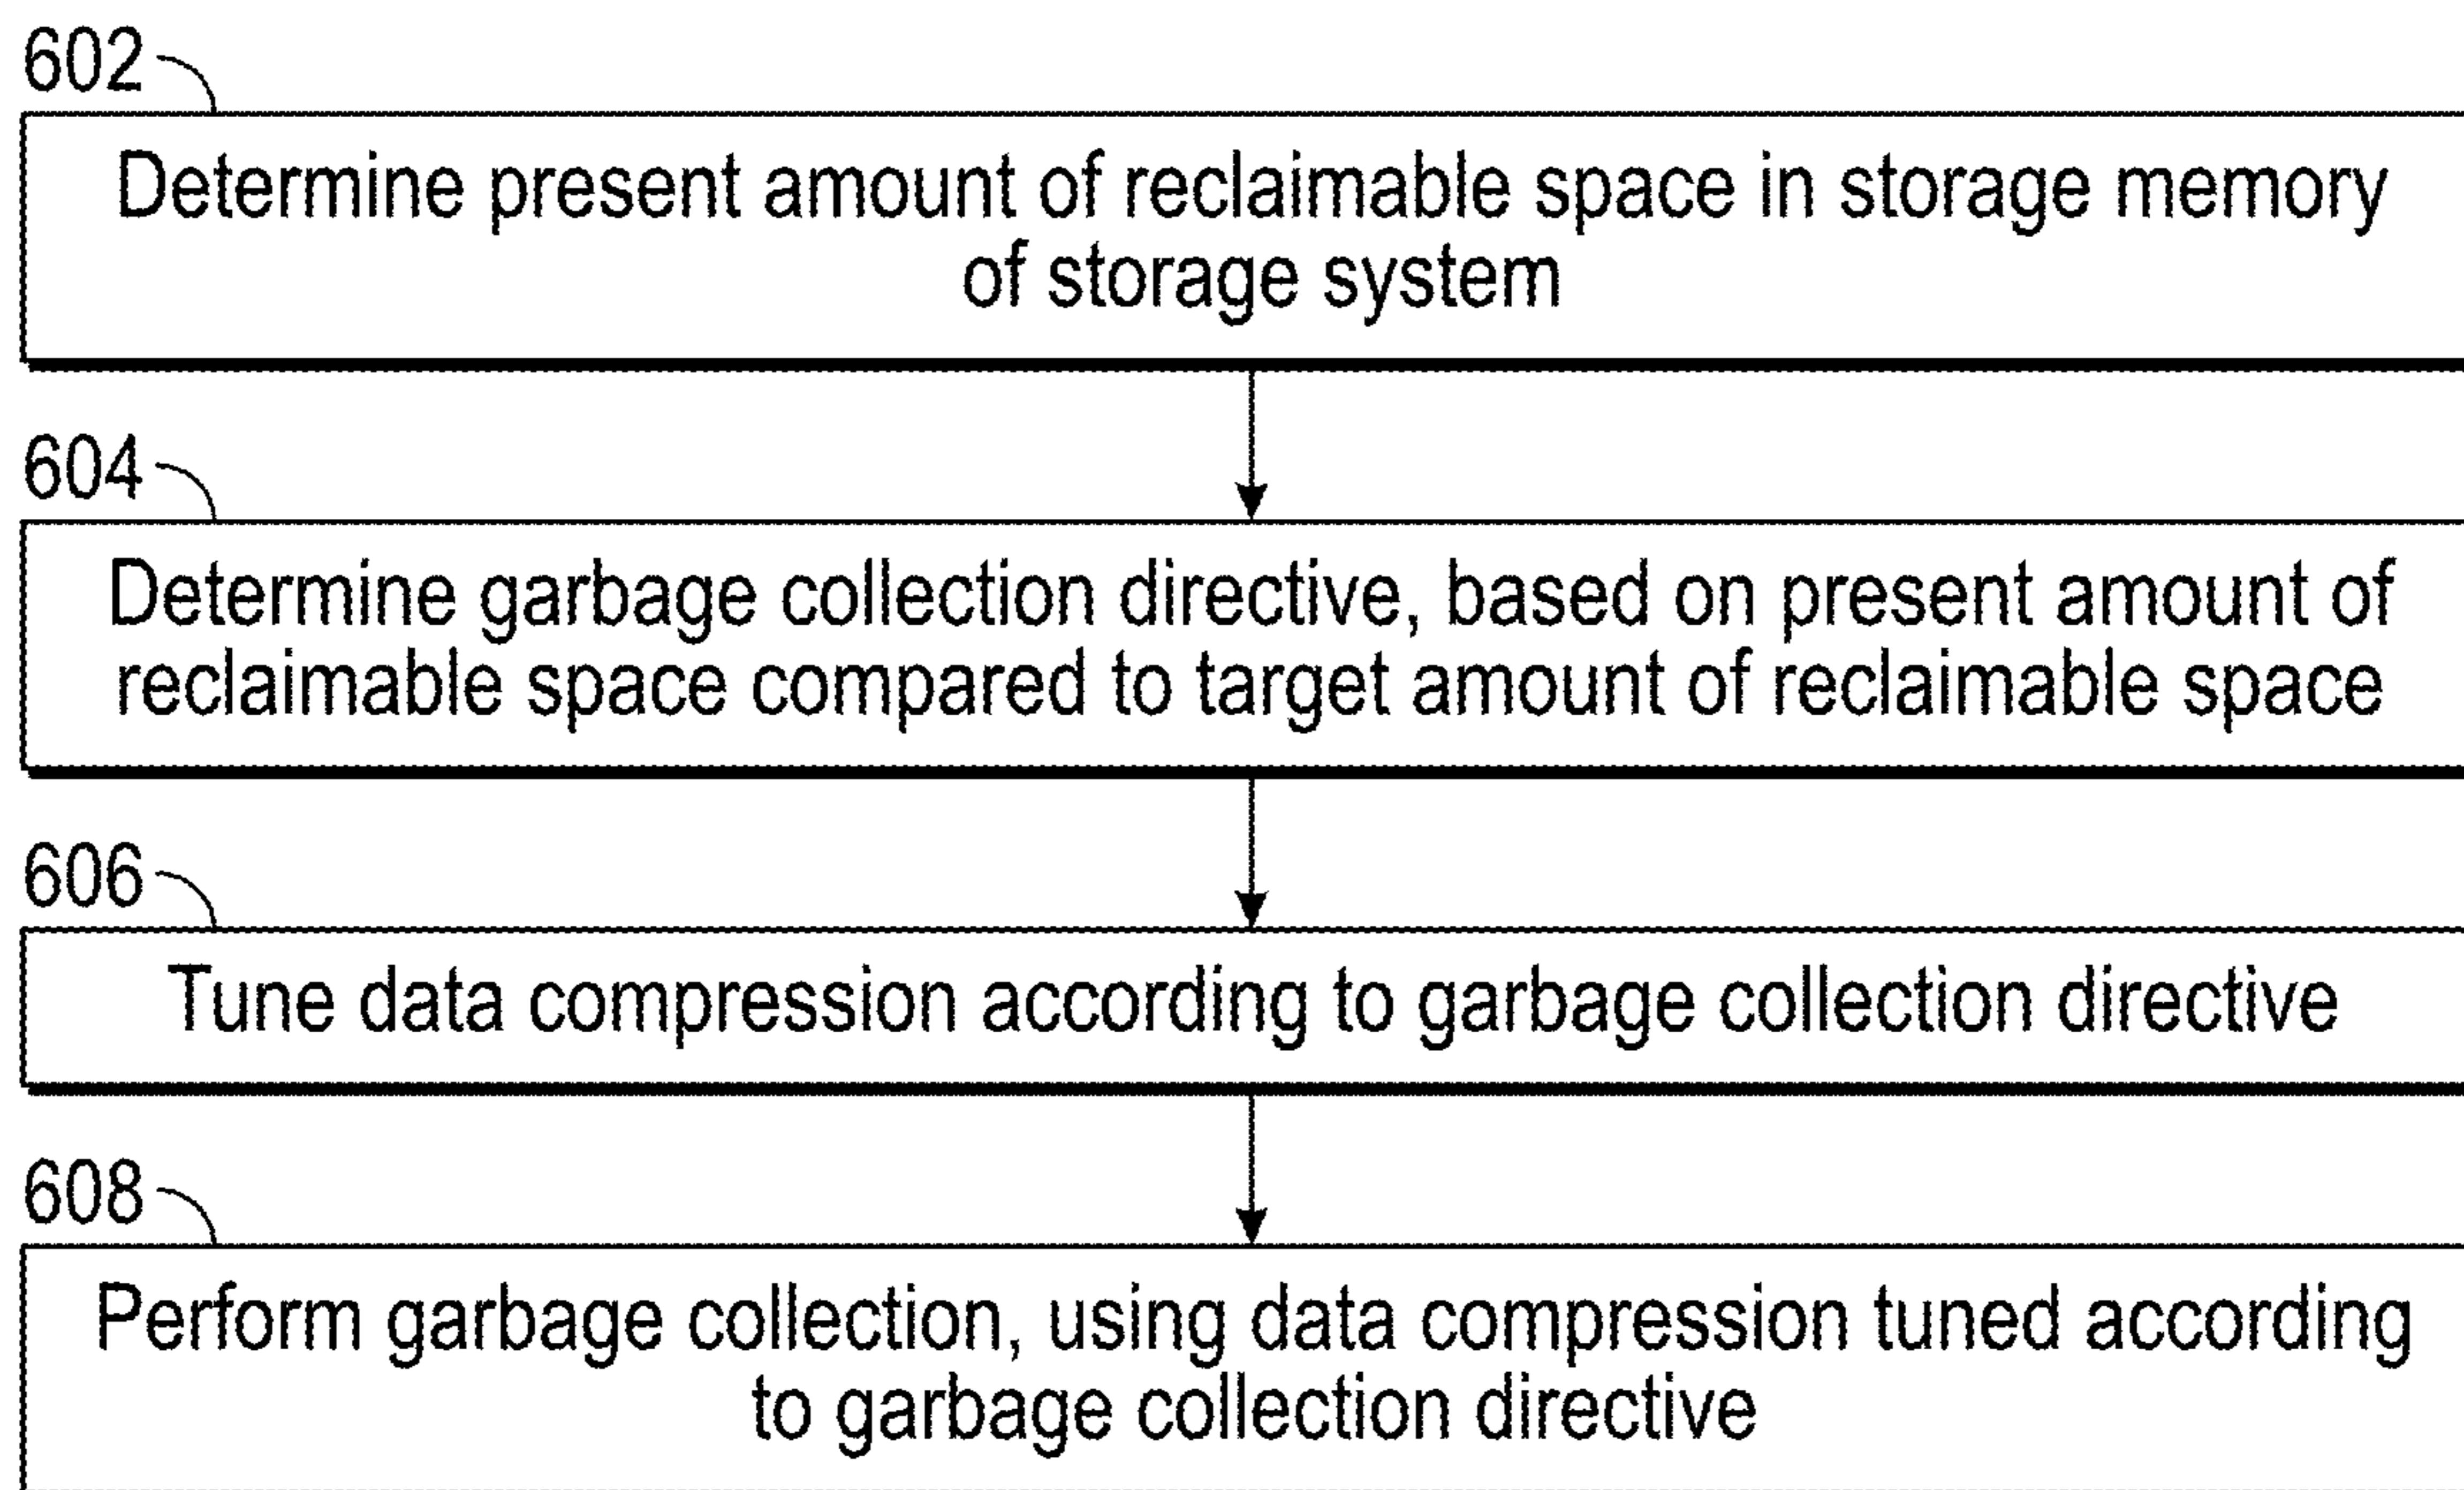 602
Determine present amount of reclaimable space in storage memory
of storage system
604
Determine garbage collection directive, based on present amount of
reclaimable space compared to target amount of reclaimable space
606
Tune data compression according to garbage collection directive
608
Perform garbage collection, using data compression tuned according
to garbage collection directive